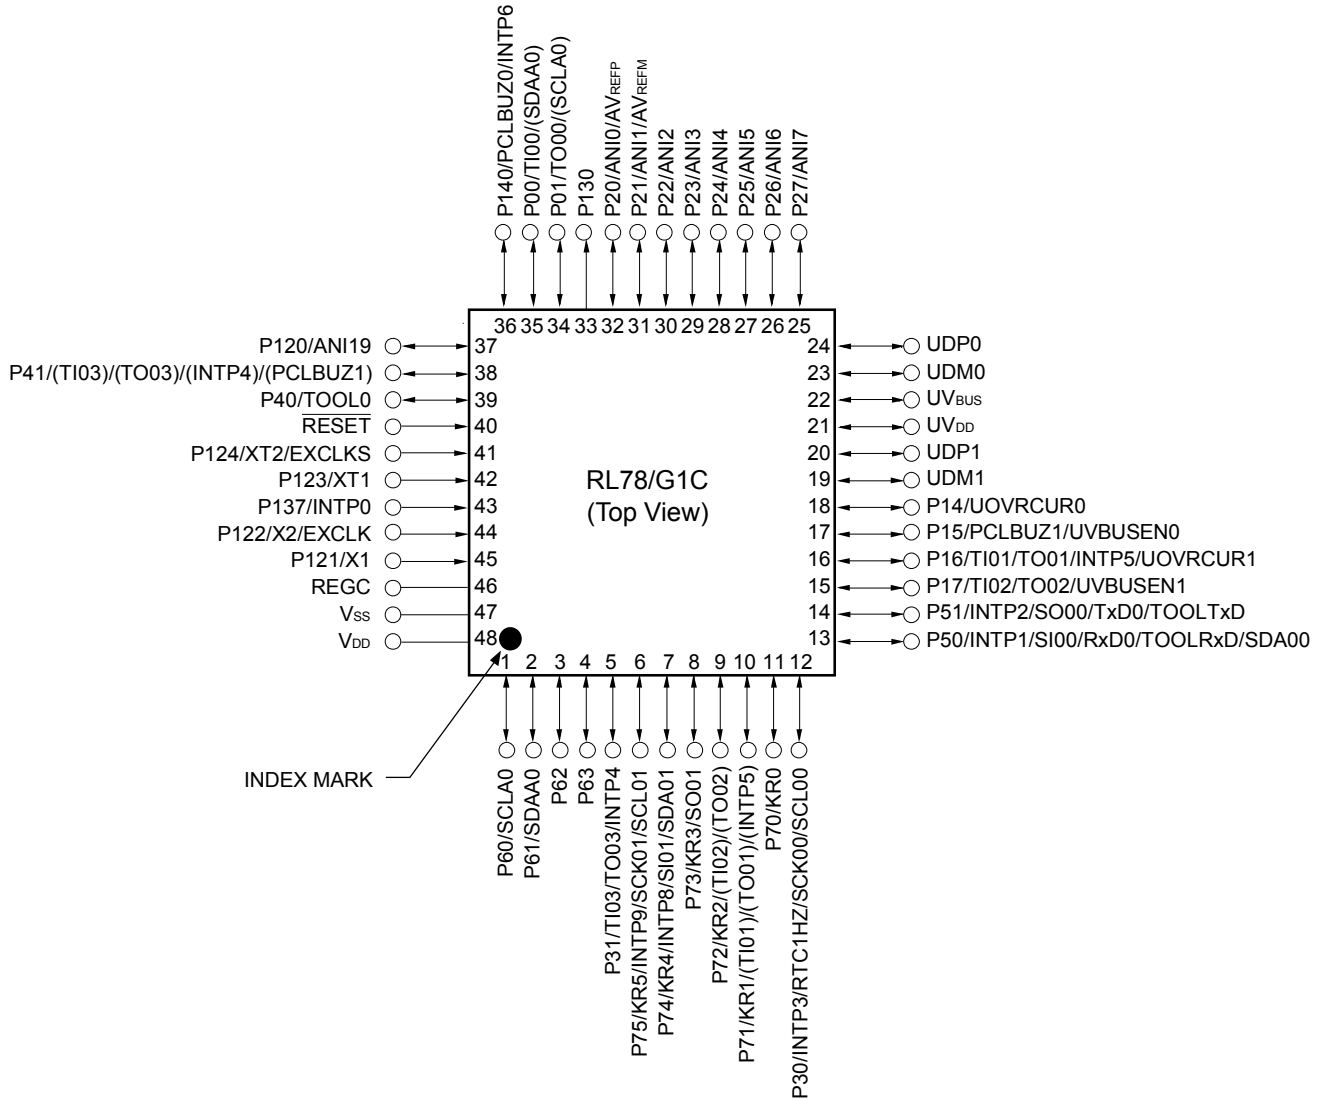 P140/PCLBUZ0/INTP6
P00/TI00/(SDAA0)
P01/TO00/(SCLA0)
P130
P20/ANI0/AVREFP
P21/ANI1/AVREFM
P22/ANI2
P23/ANI3
P24/ANI4
P25/ANI5
P26/ANI6
P27/ANI7
36 35 34 33 32 31 30 29 28 27 26 25
P120/ANI19 37
P41/(TI03)/(TO03)/(INTP4)/(PCLBUZ1) 38
P40/TOOL0 39
RESET 40
P124/XT2/EXCLKS 41
P123/XT1 42
P137/INTP0 43
P122/X2/EXCLK 44
P121/X1 45
REGC 46
VSS 47
VDD 48
RL78/G1C
(Top View)
24 UDP0
23 UDM0
22 UVBUS
21 UVDD
20 UDP1
19 UDM1
18 P14/UOVRCUR0
17 P15/PCLBUZ1/UVBUSEN0
16 P16/TI01/TO01/INTP5/UOVRCUR1
15 P17/TI02/TO02/UVBUSEN1
14 P51/INTP2/SO00/TxD0/TOOLTxD
13 P50/INTP1/SI00/RxD0/TOOLRxD/SDA00
1 2 3 4 5 6 7 8 9 10 11 12
INDEX MARK
P60/SCLA0
P61/SDAA0
P62
P63
P31/TI03/TO03/INTP4
P75/KR5/INTP9/SCK01/SCL01
P74/KR4/INTP8/SI01/SDA01
P73/KR3/SO01
P72/KR2/(TI02)/(TO02)
P71/KR1/(TI01)/(TO01)/(INTP5)
P70/KR0
P30/INTP3/RTC1HZ/SCK00/SCL00